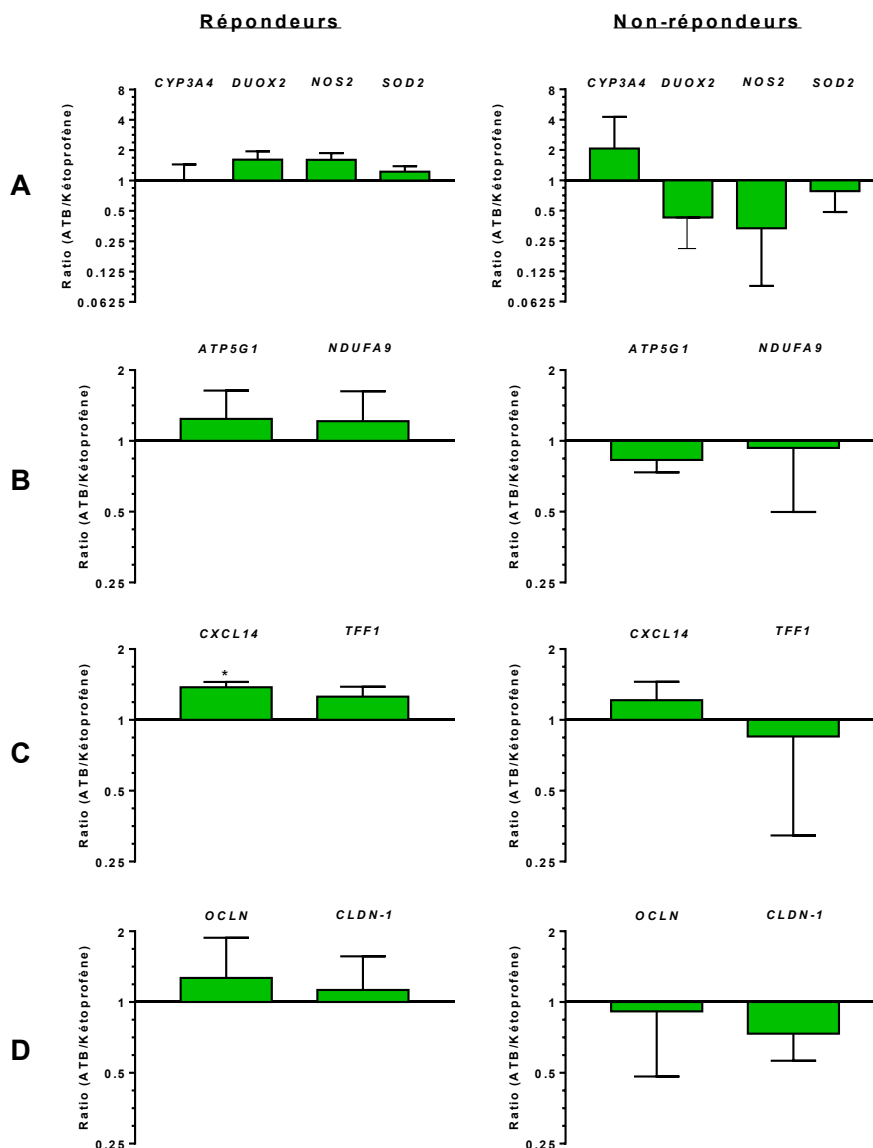 Répondeurs
Non-répondeurs
A
Ratio (ATB/Kétoprofène)
CYP3A4 DUOX2 NOS2 SOD2
8
4
2
1
0.5
0.25
0.125
0.0625
Ratio (ATB/Kétoprofène)
CYP3A4 DUOX2 NOS2 SOD2
8
4
2
1
0.5
0.25
0.125
0.0625
B
Ratio (ATB/Kétoprofène)
ATP5G1 NDUFA9
2
1
0.5
0.25
Ratio (ATB/Kétoprofène)
ATP5G1 NDUFA9
2
1
0.5
0.25
C
Ratio (ATB/Kétoprofène)
CXCL14 TFF1
2
*
1
0.5
0.25
Ratio (ATB/Kétoprofène)
CXCL14 TFF1
2
1
0.5
0.25
D
Ratio (ATB/Kétoprofène)
OCLN CLDN-1
2
1
0.5
0.25
Ratio (ATB/Kétoprofène)
OCLN CLDN-1
2
1
0.5
0.25